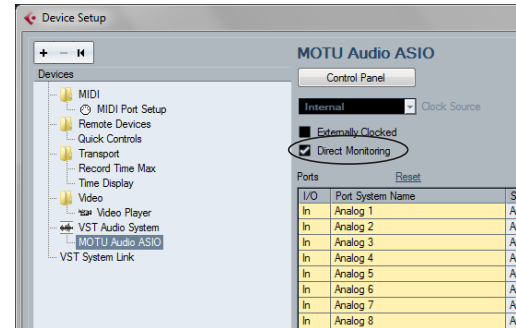 Device Setup
+ -
Devices
MIDI
MIDI Port Setup
Remote Devices
Quick Controls
Transport
Record Time Max
Time Display
Video
Video Player
VST Audio System
MOTU Audio ASIO
VST System Link
MOTU Audio ASIO
Control Panel
Internal Clock Source
Externally Clocked
Direct Monitoring
Ports Reset
I/O Port System Name S
In Analog 1 A
In Analog 2 A
In Analog 3 A
In Analog 4 A
In Analog 5 A
In Analog 6 A
In Analog 7 A
In Analog 8 A